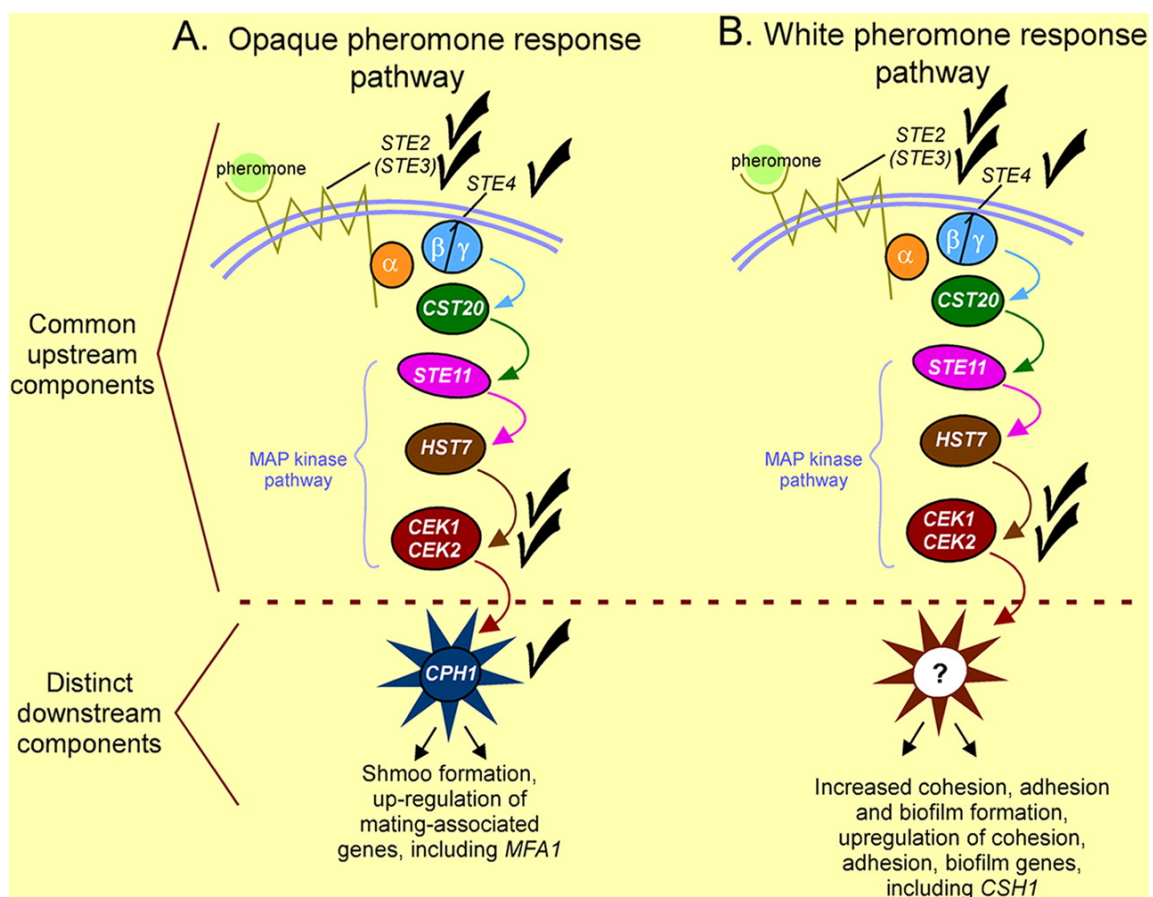 A. Opaque pheromone response
pathway
STE2
(STE3)
pheromone
STE4
α
β γ
CST20
STE11
HST7
MAP kinase
pathway
CEK1
CEK2
CPH1
Shmoo formation,
up-regulation of
mating-associated
genes, including MFA1
B. White pheromone response
pathway
STE2
(STE3)
pheromone
STE4
α
β γ
CST20
STE11
HST7
MAP kinase
pathway
CEK1
CEK2
?
Increased cohesion, adhesion
and biofilm formation,
upregulation of cohesion,
adhesion, biofilm genes,
including CSH1
Common
upstream
components
Distinct
downstream
components